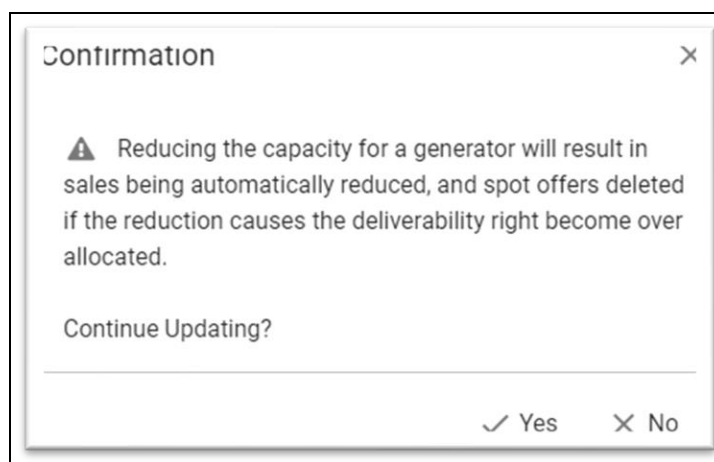 Confirmation
Reducing the capacity for a generator will result in
sales being automatically reduced, and spot offers deleted
if the reduction causes the deliverability right become over
allocated.
Continue Updating?
Yes No